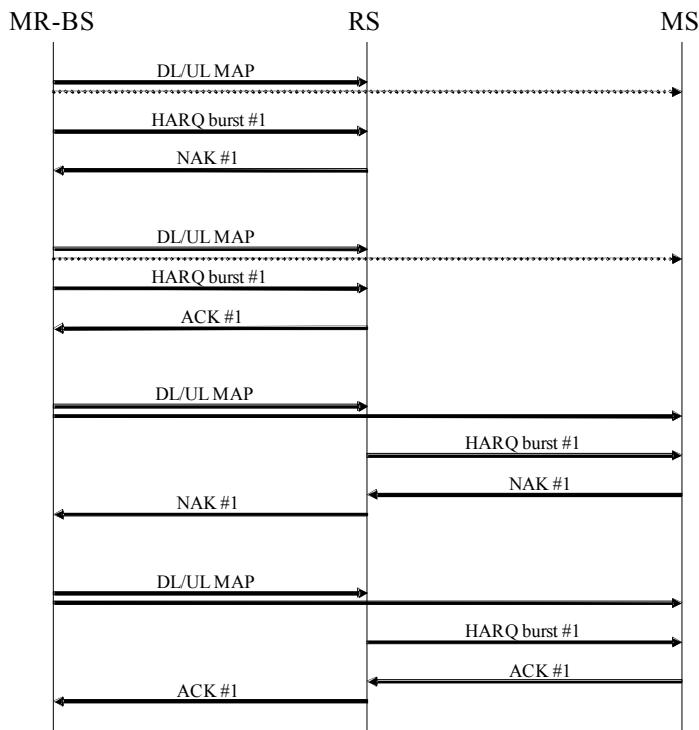 MR-BS RS MS
DL/UL MAP
HARQ burst #1
NAK #1
DL/UL MAP
HARQ burst #1
ACK #1
DL/UL MAP
HARQ burst #1
NAK #1
NAK #1
DL/UL MAP
HARQ burst #1
ACK #1
ACK #1